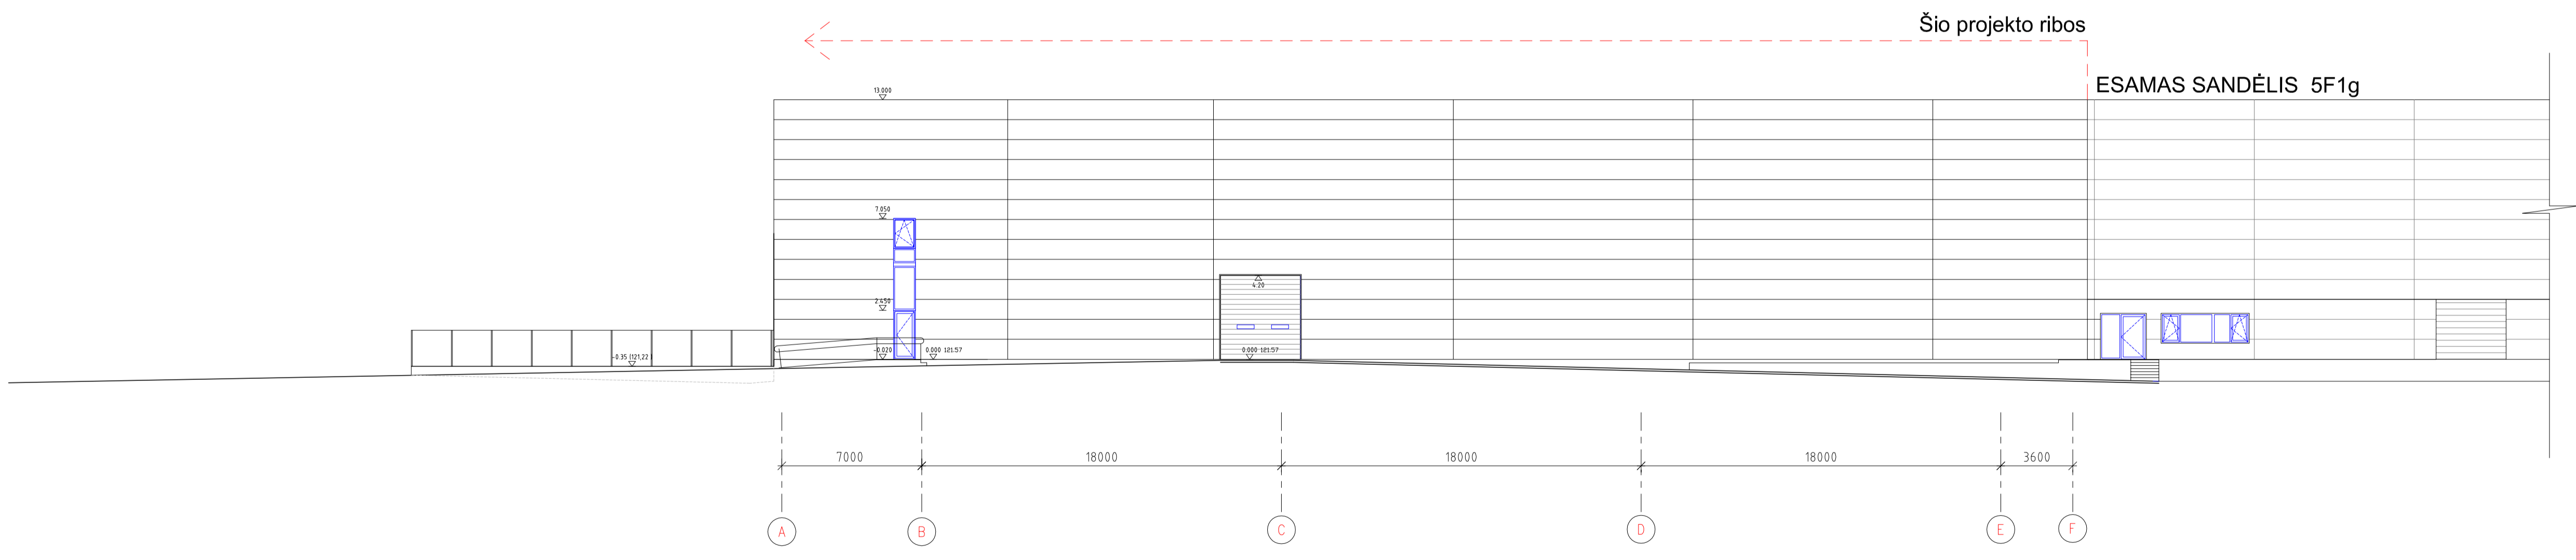 Šio projekto ribos
ESAMAS SANDĖLIS 5F1g
13.000
7.050
2.450
4.20
-0.35 (121,22 )
-0.020
0.000 121.57
0.000 121.57
7000
18000
18000
18000
3600
A
B
C
D
E
F